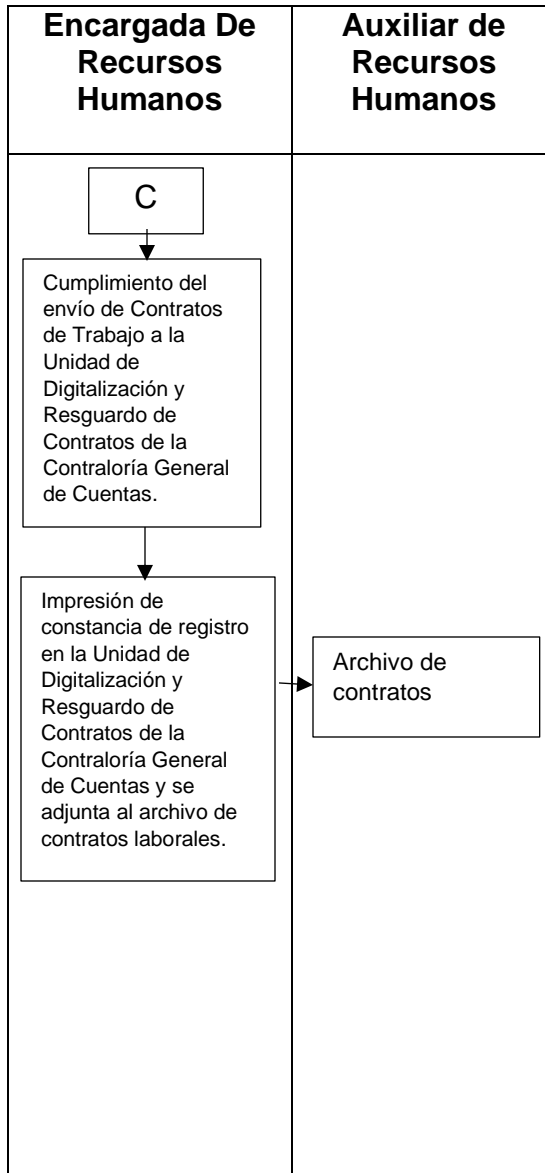 Encargada De
Recursos
Humanos
Auxiliar de
Recursos
Humanos
C
Cumplimiento del
envío de Contratos
de Trabajo a la
Unidad de
Digitalización y
Resguardo de
Contratos de la
Contraloría General
de Cuentas.
Impresión de
constancia de registro
en la Unidad de
Digitalización y
Resguardo de
Contratos de la
Contraloría General
de Cuentas y se
adjunta al archivo de
contratos laborales.
Archivo de
contratos